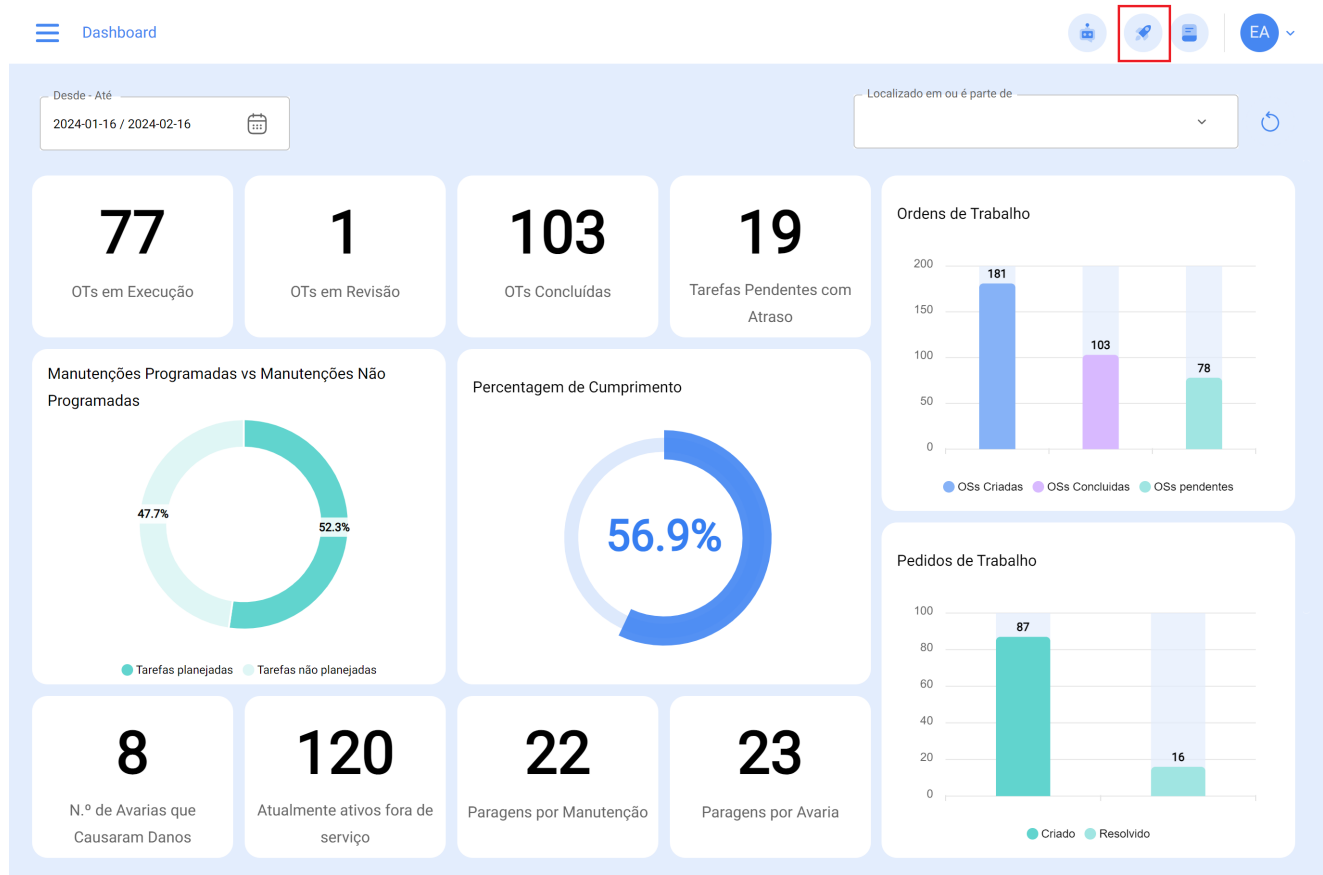 Dashboard
EA
Desde - Até
2024-01-16 / 2024-02-16
Localizado em ou é parte de
77
OTs em Execução
1
OTs em Revisão
103
OTs Concluídas
19
Tarefas Pendentes com
Atraso
Ordens de Trabalho
200
150
100
50
0
181
103
78
OSs Criadas
OSs Concluidas
OSs pendentes
Manutenções Programadas vs Manutenções Não
Programadas
47.7%
52.3%
Tarefas planejadas
Tarefas não planejadas
Percentagem de Cumprimento
56.9%
Pedidos de Trabalho
100
80
60
40
20
0
87
16
Criado
Resolvido
8
N.º de Avarias que
Causaram Danos
120
Atualmente ativos fora de
serviço
22
Paragens por Manutenção
23
Paragens por Avaria